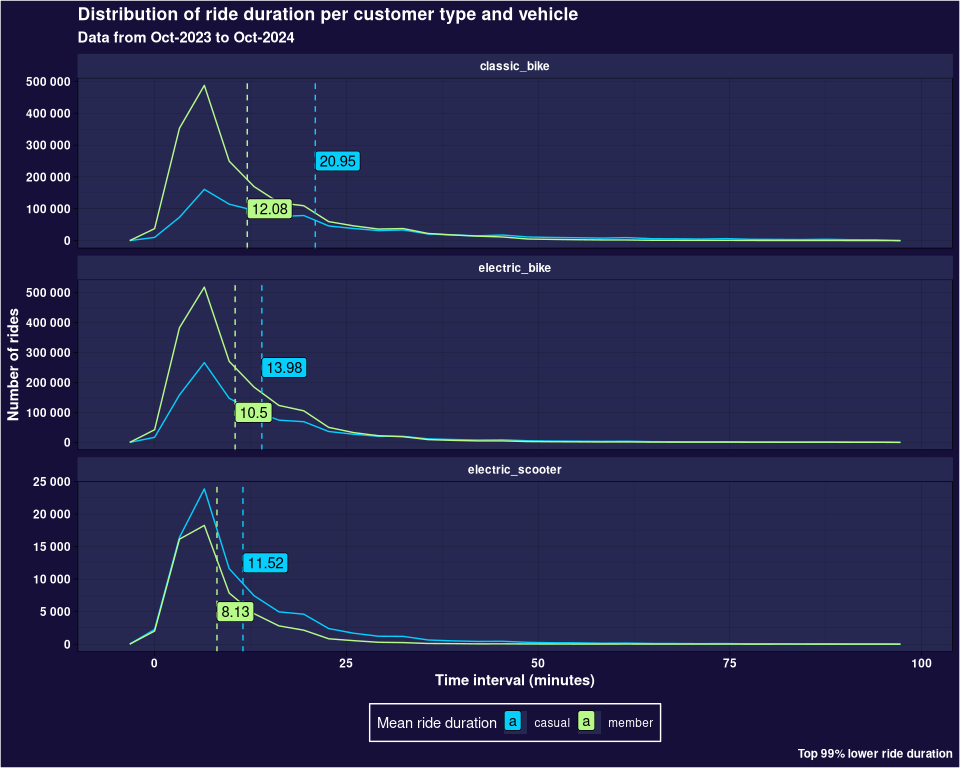 Distribution of ride duration per customer type and vehicle
Data from Oct-2023 to Oct-2024
classic_bike
500 000
400 000
300 000
200 000
100 000
0
20.95
12.08
electric_bike
500 000
400 000
300 000
200 000
100 000
0
13.98
10.5
Number of rides
electric_scooter
25 000
20 000
15 000
10 000
5 000
0
11.52
8.13
0 25 50 75 100
Time interval (minutes)
Mean ride duration a casual a member
Top 99% lower ride duration